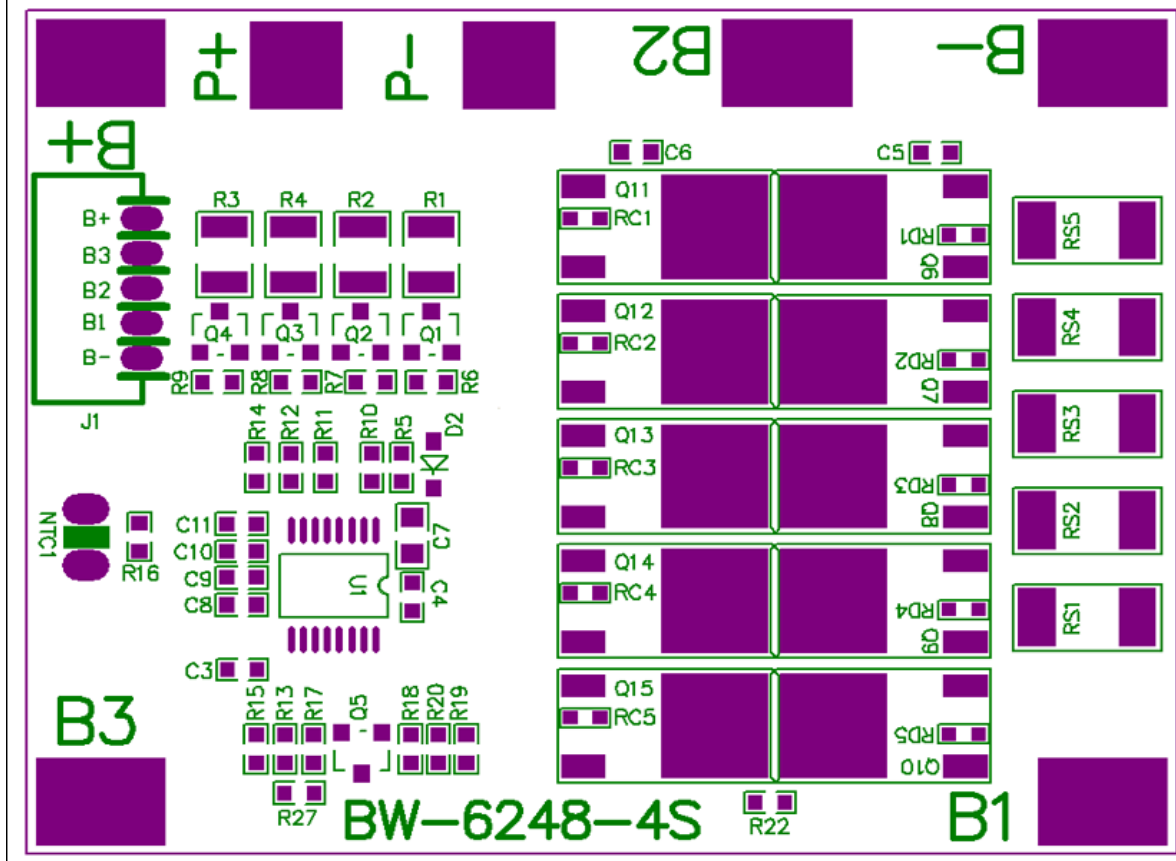 P+
P-
B2
B-
B+
C6
C5
R3 R4 R2 R1
Q11
RC1
RD1
Q6
RS5
B+
B3
B2
B1
B-
J1
Q4 Q3 Q2 Q1
R9 R8 R7 R6
Q12
RC2
RD2
Q7
RS4
R14 R12 R11 R10 R5 D2
Q13
RC3
RD3
Q8
RS3
NTC1
R16
C11
C10
C9
C8
U1
C7
C4
Q14
RC4
RD4
Q9
RS2
RS1
C3
R15 R13 R17 Q5 R18 R20 R19
Q15
RC5
RD5
Q10
B3
R27
BW-6248-4S
R22
B1